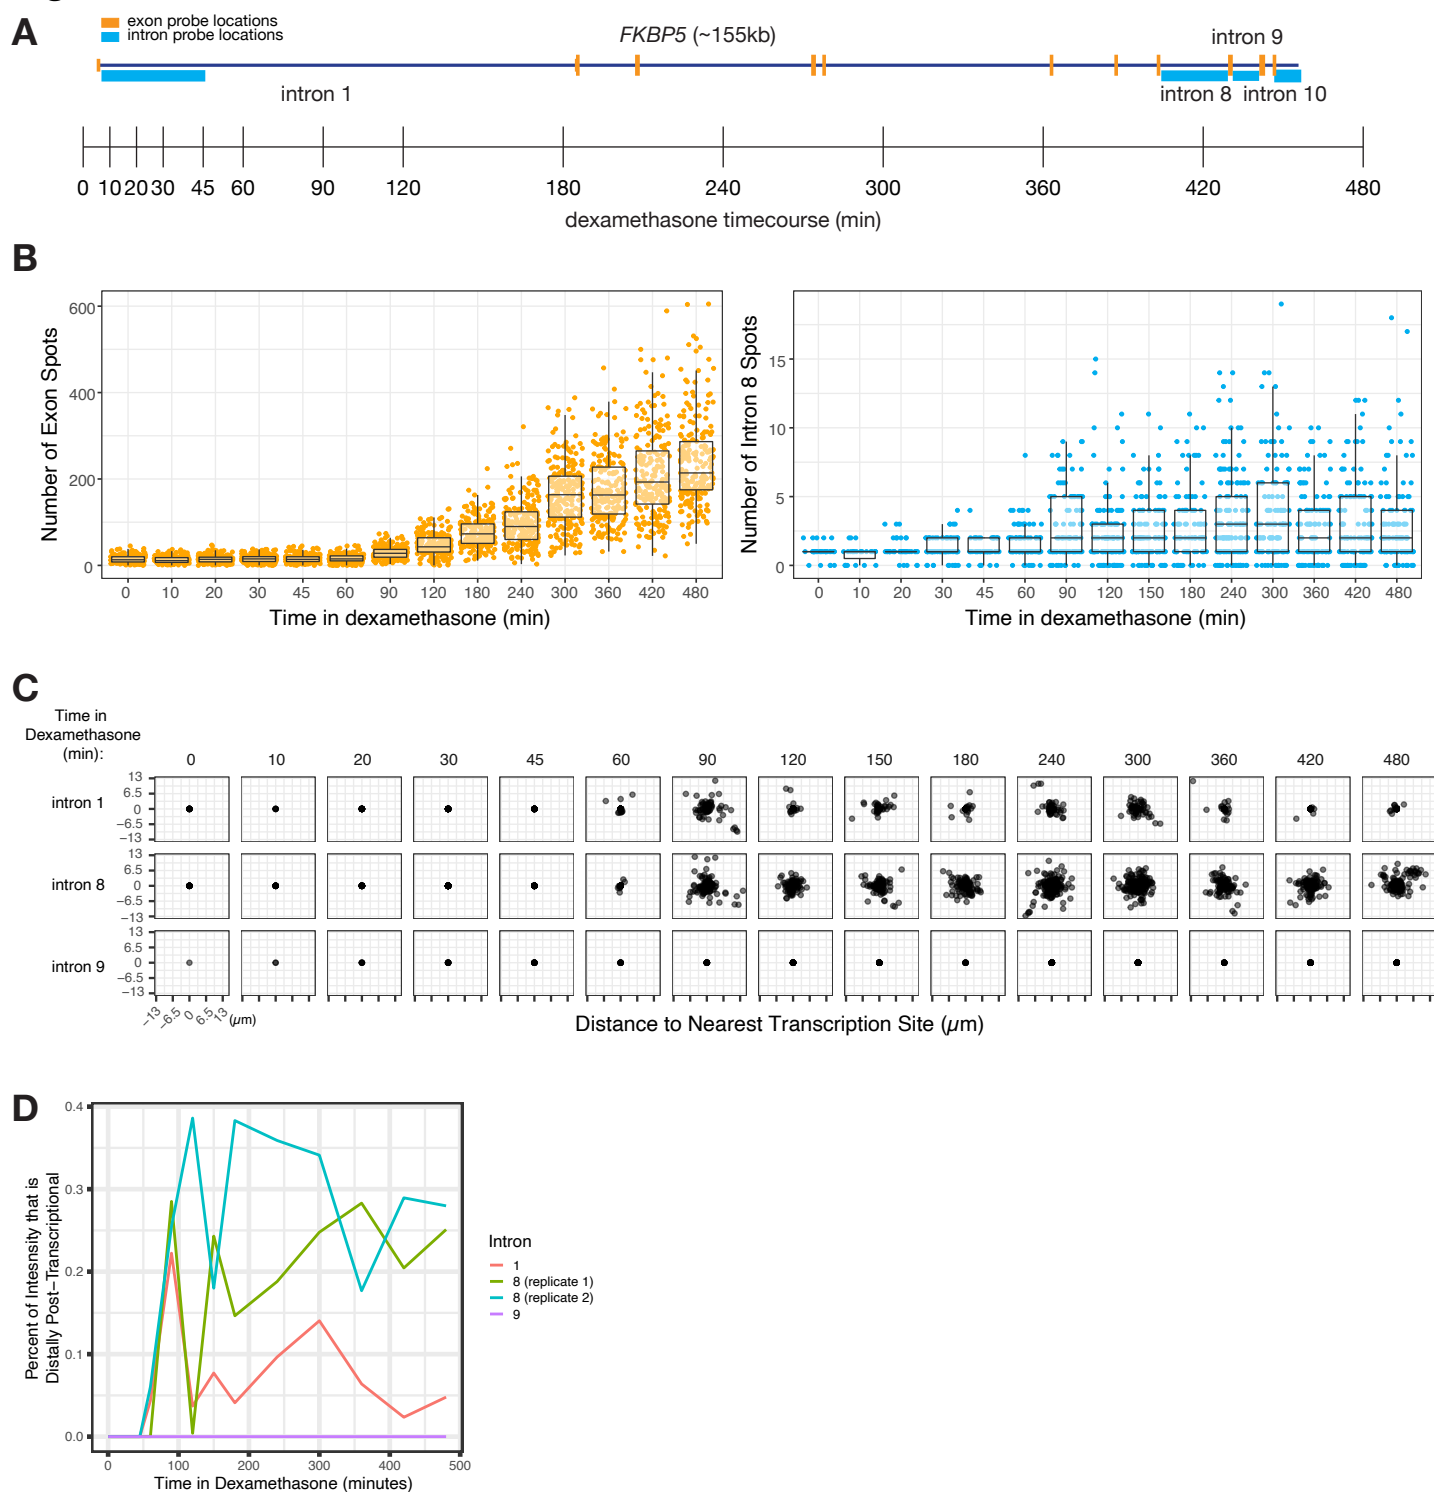 A
exon probe locations
intron probe locations
FKBP5 (~155kb)
intron 9
intron 1
intron 8
intron 10
0 10 20 30 45 60 90 120 180 240 300 360 420 480
dexamethasone timecourse (min)
B
Number of Exon Spots
600
400
200
0
0 10 20 30 45 60 90 120 180 240 300 360 420 480
Time in dexamethasone (min)
Number of Intron 8 Spots
15
10
5
0
0 10 20 30 45 60 90 120 150 180 240 300 360 420 480
Time in dexamethasone (min)
C
Time in
Dexamethasone
(min):
0 10 20 30 45 60 90 120 150 180 240 300 360 420 480
intron 1
13
6.5
0
−6.5
−13
intron 8
13
6.5
0
−6.5
−13
intron 9
13
6.5
0
−6.5
−13
−13 −6.5 0 6.5 13 (µm)
Distance to Nearest Transcription Site (µm)
D
Percent of Intesnsity that is
Distally Post−Transcriptional
0.4
0.3
0.2
0.1
0.0
0 100 200 300 400 500
Time in Dexamethasone (minutes)
Intron
1
8 (replicate 1)
8 (replicate 2)
9